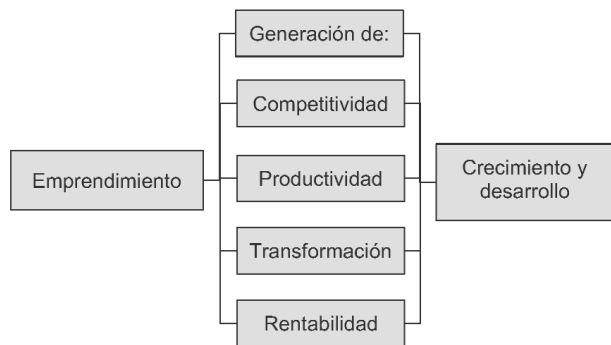 Emprendimiento
Generación de:
Competitividad
Productividad
Transformación
Rentabilidad
Crecimiento y
desarrollo